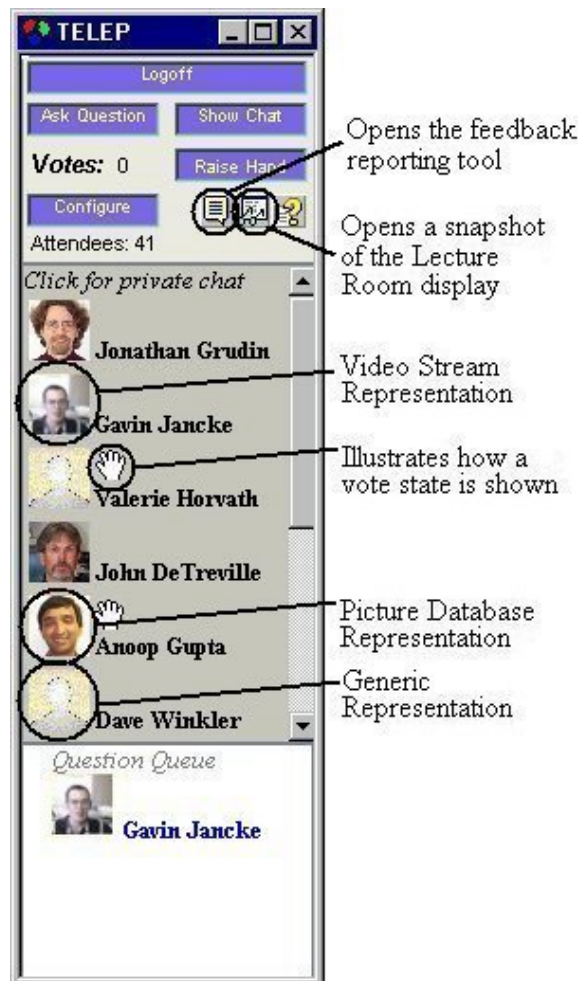 TELEP
Logoff
Ask Question
Show Chat
Votes: 0
Raise Hand
Configure
Attendees: 41
Click for private chat
Jonathan Grudin
Gavin Jancke
Valerie Horvath
John DeTreville
Anoop Gupta
Dave Winkler
Question Queue
Gavin Jancke
Opens the feedback
reporting tool
Opens a snapshot
of the Lecture
Room display
Video Stream
Representation
Illustrates how a
vote state is shown
Picture Database
Representation
Generic
Representation